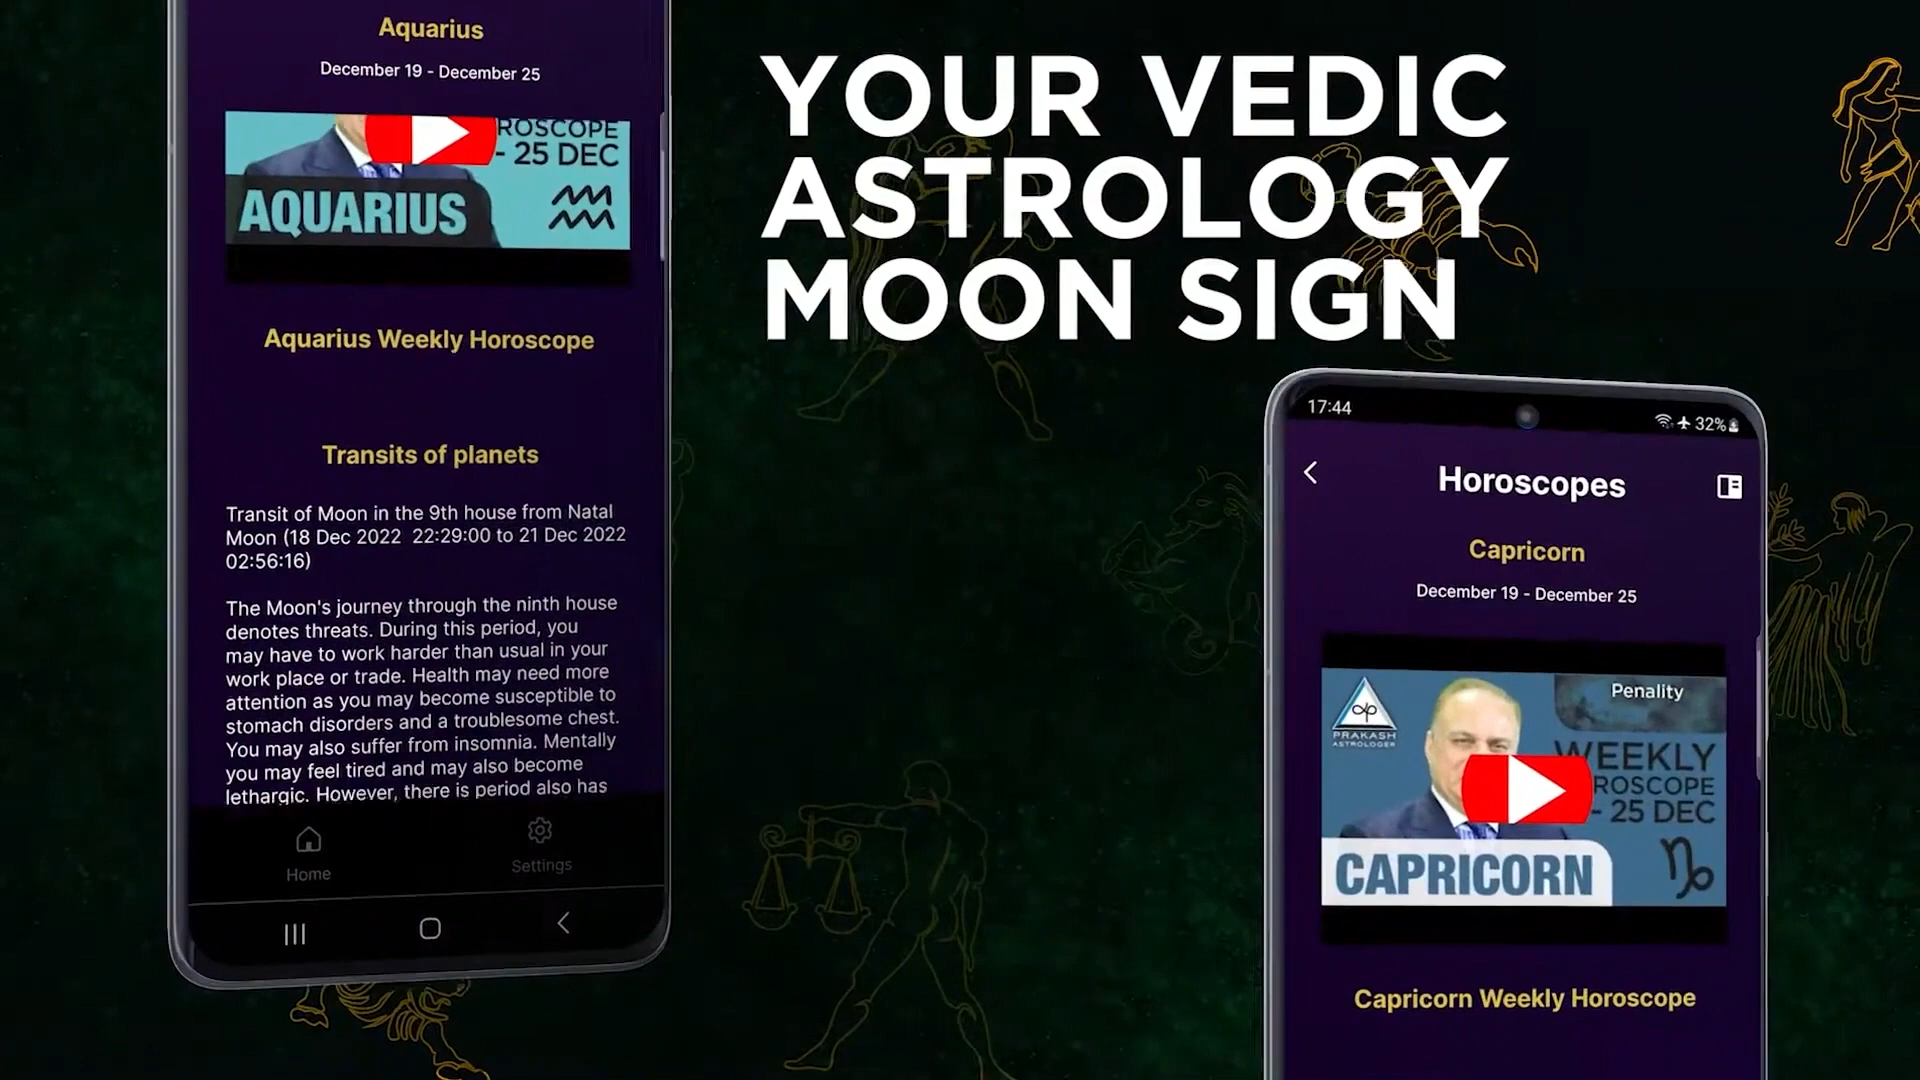 Aquarius
December 19 - December 25
ROSCOPE
- 25 DEC
AQUARIUS
Aquarius Weekly Horoscope
Transits of planets
Transit of Moon in the 9th house from Natal
Moon (18 Dec 2022 22:29:00 to 21 Dec 2022
02:56:16)
The Moon's journey through the ninth house
denotes threats. During this period, you
may have to work harder than usual in your
work place or trade. Health may need more
attention as you may become susceptible to
stomach disorders and a troublesome chest.
You may also suffer from insomnia. Mentally
you may feel tired and may also become
lethargic. However, there is period also has
Home
Settings
YOUR VEDIC
ASTROLOGY
MOON SIGN
17:44
32%
Horoscopes
Capricorn
December 19 - December 25
PRAKASH
ASTROLOGER
Penality
WEEKLY
ROSCOPE
- 25 DEC
CAPRICORN
Capricorn Weekly Horoscope